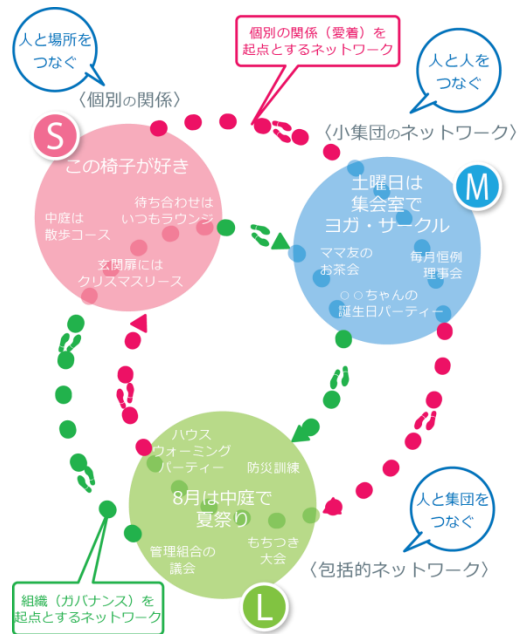 人と場所を
つなぐ
個別の関係（愛着）を
起点とするネットワーク
人と人を
つなぐ
〈個別の関係〉
〈小集団のネットワーク〉
S
この椅子が好き
待ち合わせは
いつもラウンジ
中庭は
散歩コース
玄関扉には
クリスマスリース
M
土曜日は
集会室で
ヨガ・サークル
ママ友の
お茶会
毎月恒例
理事会
○○ちゃんの
誕生日パーティー
ハウス
ウォーミング
パーティー
防災訓練
8月は中庭で
夏祭り
管理組合の
議会
もちつき
大会
L
人と集団を
つなぐ
〈包括的ネットワーク〉
組織（ガバナンス）を
起点とするネットワーク